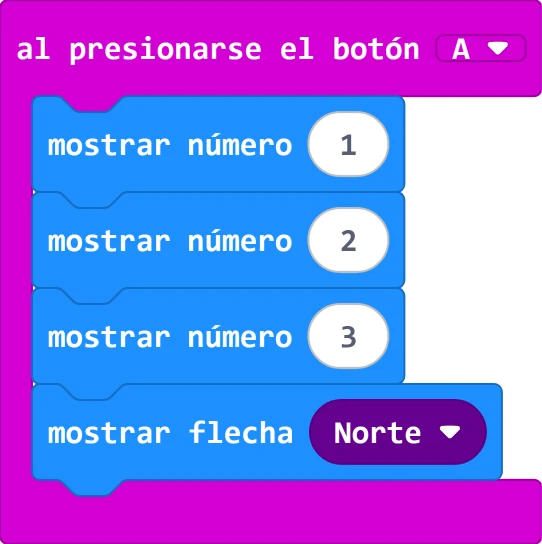 al presionarse el botón A
mostrar número 1
mostrar número 2
mostrar número 3
mostrar flecha Norte